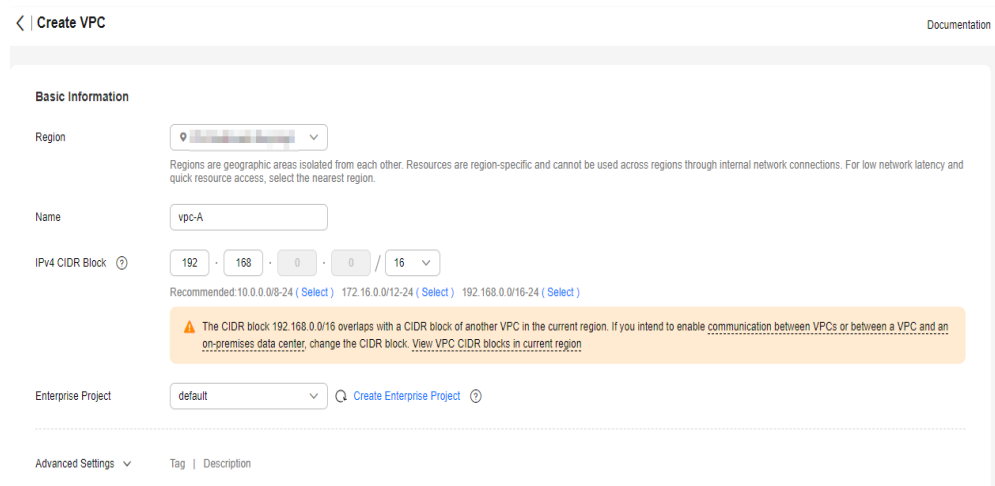 Create VPC
Documentation
Basic Information
Region
Regions are geographic areas isolated from each other. Resources are region-specific and cannot be used across regions through internal network connections. For low network latency and
quick resource access, select the nearest region.
Name vpc-A
IPv4 CIDR Block 192 · 168 · 0 · 0 / 16
Recommended:10.0.0.0/8-24 ( Select ) 172.16.0.0/12-24 ( Select ) 192.168.0.0/16-24 ( Select )
The CIDR block 192.168.0.0/16 overlaps with a CIDR block of another VPC in the current region. If you intend to enable communication between VPCs or between a VPC and an
on-premises data center, change the CIDR block. View VPC CIDR blocks in current region
Enterprise Project default Create Enterprise Project
Advanced Settings Tag | Description